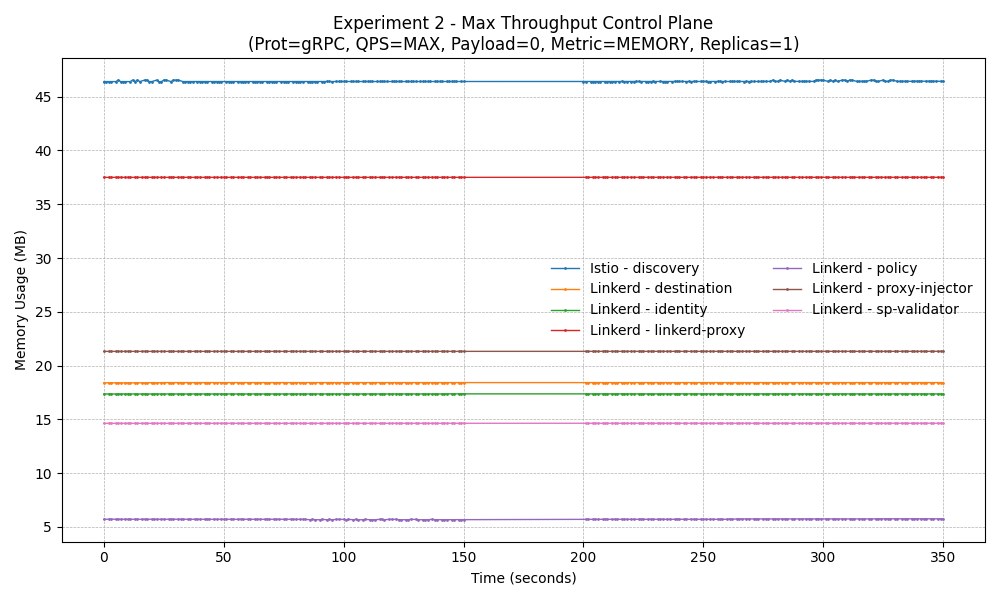 Experiment 2 - Max Throughput Control Plane
(Prot=gRPC, QPS=MAX, Payload=0, Metric=MEMORY, Replicas=1)
Memory Usage (MB)
45
40
35
30
25
20
15
10
5
Istio - discovery
Linkerd - destination
Linkerd - identity
Linkerd - linkerd-proxy
Linkerd - policy
Linkerd - proxy-injector
Linkerd - sp-validator
0
50
100
150
200
250
300
350
Time (seconds)